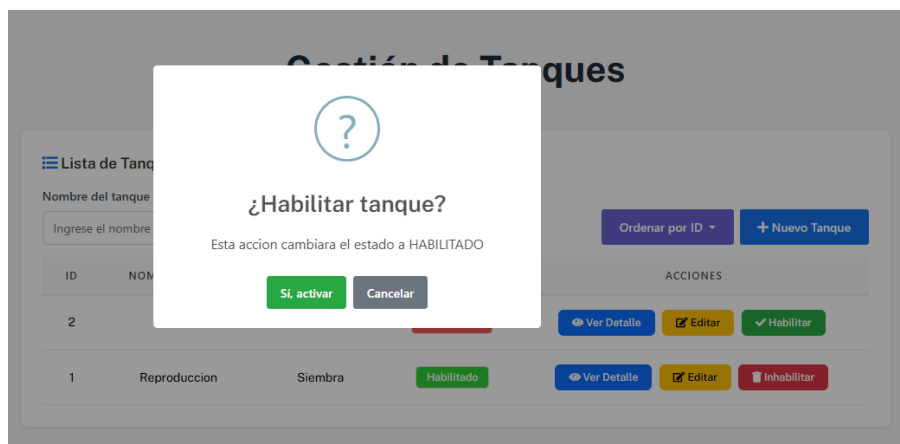 Gestión de Tanques
?
¿Habilitar tanque?
Esta accion cambiara el estado a HABILITADO
Sí, activar Cancelar
Lista de Tanq
Nombre del tanque
Ingrese el nombre
Ordenar por ID
Nuevo Tanque
ID NOM ACCIONES
2 Ver Detalle Editar Habilitar
1 Reproduccion Siembra Habilitado Ver Detalle Editar Inhabilitar